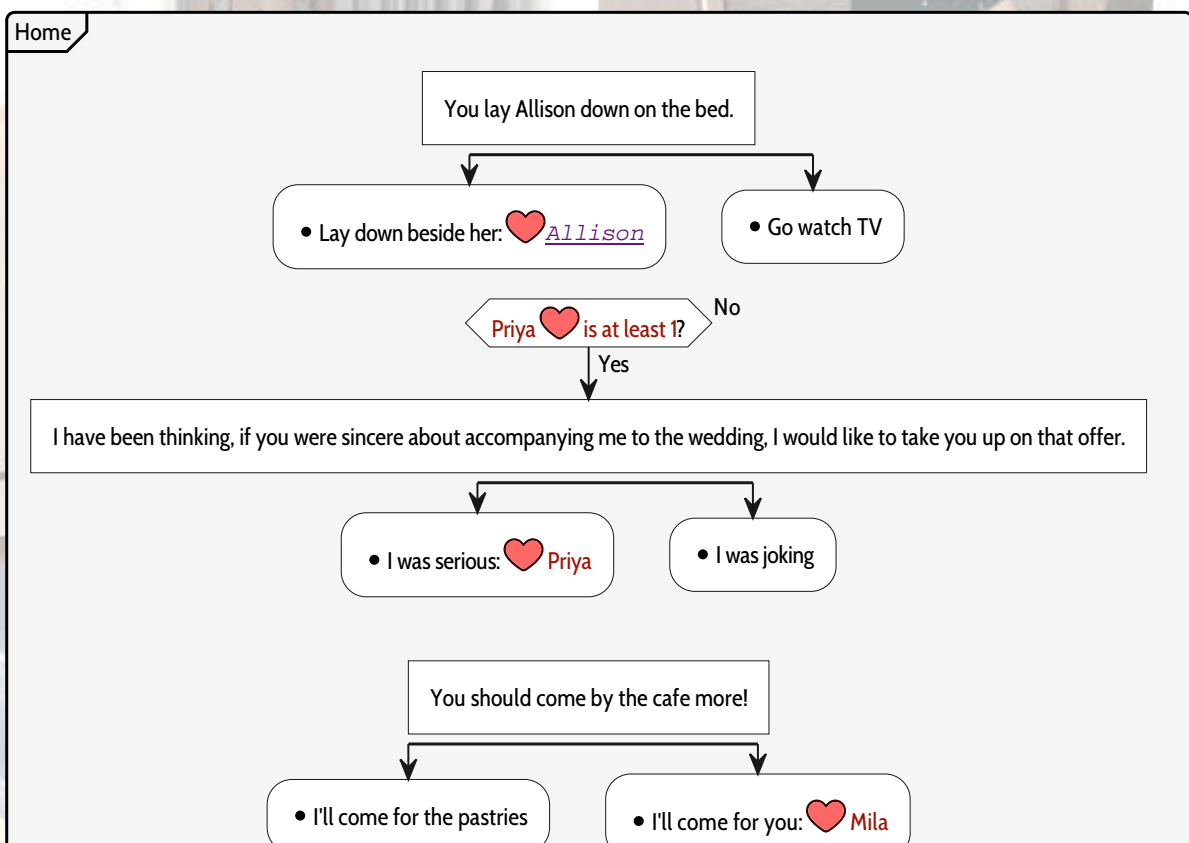 Home
You lay Allison down on the bed.
• Lay down beside her: Allison
• Go watch TV
Priya is at least 1?
No
Yes
I have been thinking, if you were sincere about accompanying me to the wedding, I would like to take you up on that offer.
• I was serious: Priya
• I was joking
You should come by the cafe more!
• I'll come for the pastries
• I'll come for you: Mila